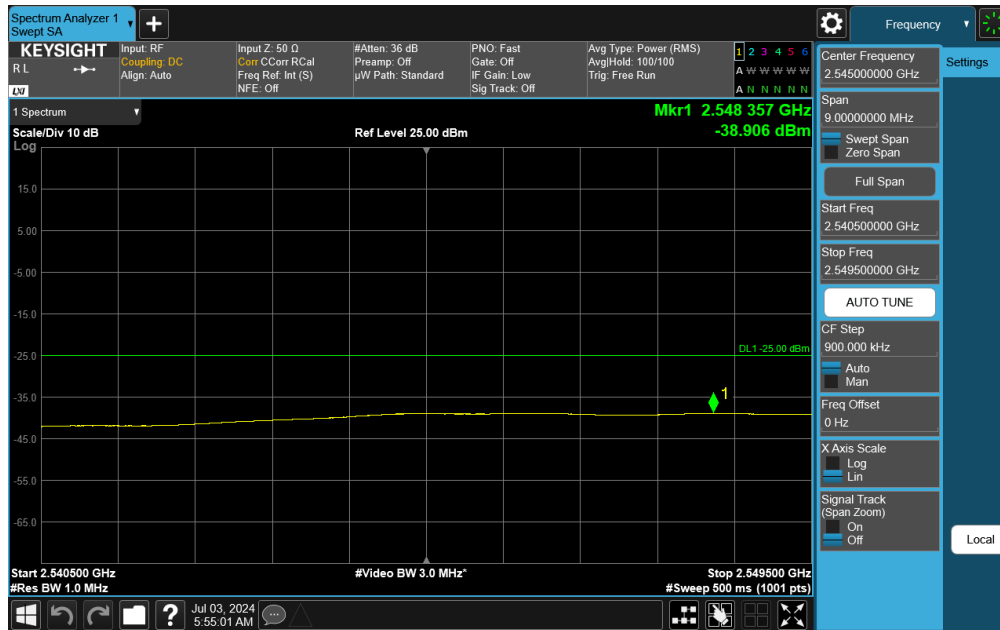 Spectrum Analyzer 1
Swept SA
Frequency
KEYSIGHT
R L
LXI
Input: RF
Coupling: DC
Align: Auto
Input Z: 50 Ω
Corr CCorr RCal
Freq Ref: Int (S)
NFE: Off
#Atten: 36 dB
Preamp: Off
µW Path: Standard
PNO: Fast
Gate: Off
IF Gain: Low
Sig Track: Off
Avg Type: Power (RMS)
Avg|Hold: 100/100
Trig: Free Run
1 2 3 4 5 6
A W W W W W
A N N N N N
1 Spectrum
Scale/Div 10 dB
Log
Ref Level 25.00 dBm
Mkr1 2.548 357 GHz
-38.906 dBm
15.0
5.00
-5.00
-15.0
-25.0
-35.0
-45.0
-55.0
-65.0
DL1 -25.00 dBm
1
Start 2.540500 GHz
#Res BW 1.0 MHz
#Video BW 3.0 MHz*
Stop 2.549500 GHz
#Sweep 500 ms (1001 pts)
Center Frequency
2.545000000 GHz
Span
9.00000000 MHz
Swept Span
Zero Span
Full Span
Start Freq
2.540500000 GHz
Stop Freq
2.549500000 GHz
AUTO TUNE
CF Step
900.000 kHz
Auto
Man
Freq Offset
0 Hz
X Axis Scale
Log
Lin
Signal Track
(Span Zoom)
On
Off
Settings
Local
?
Jul 03, 2024
5:55:01 AM